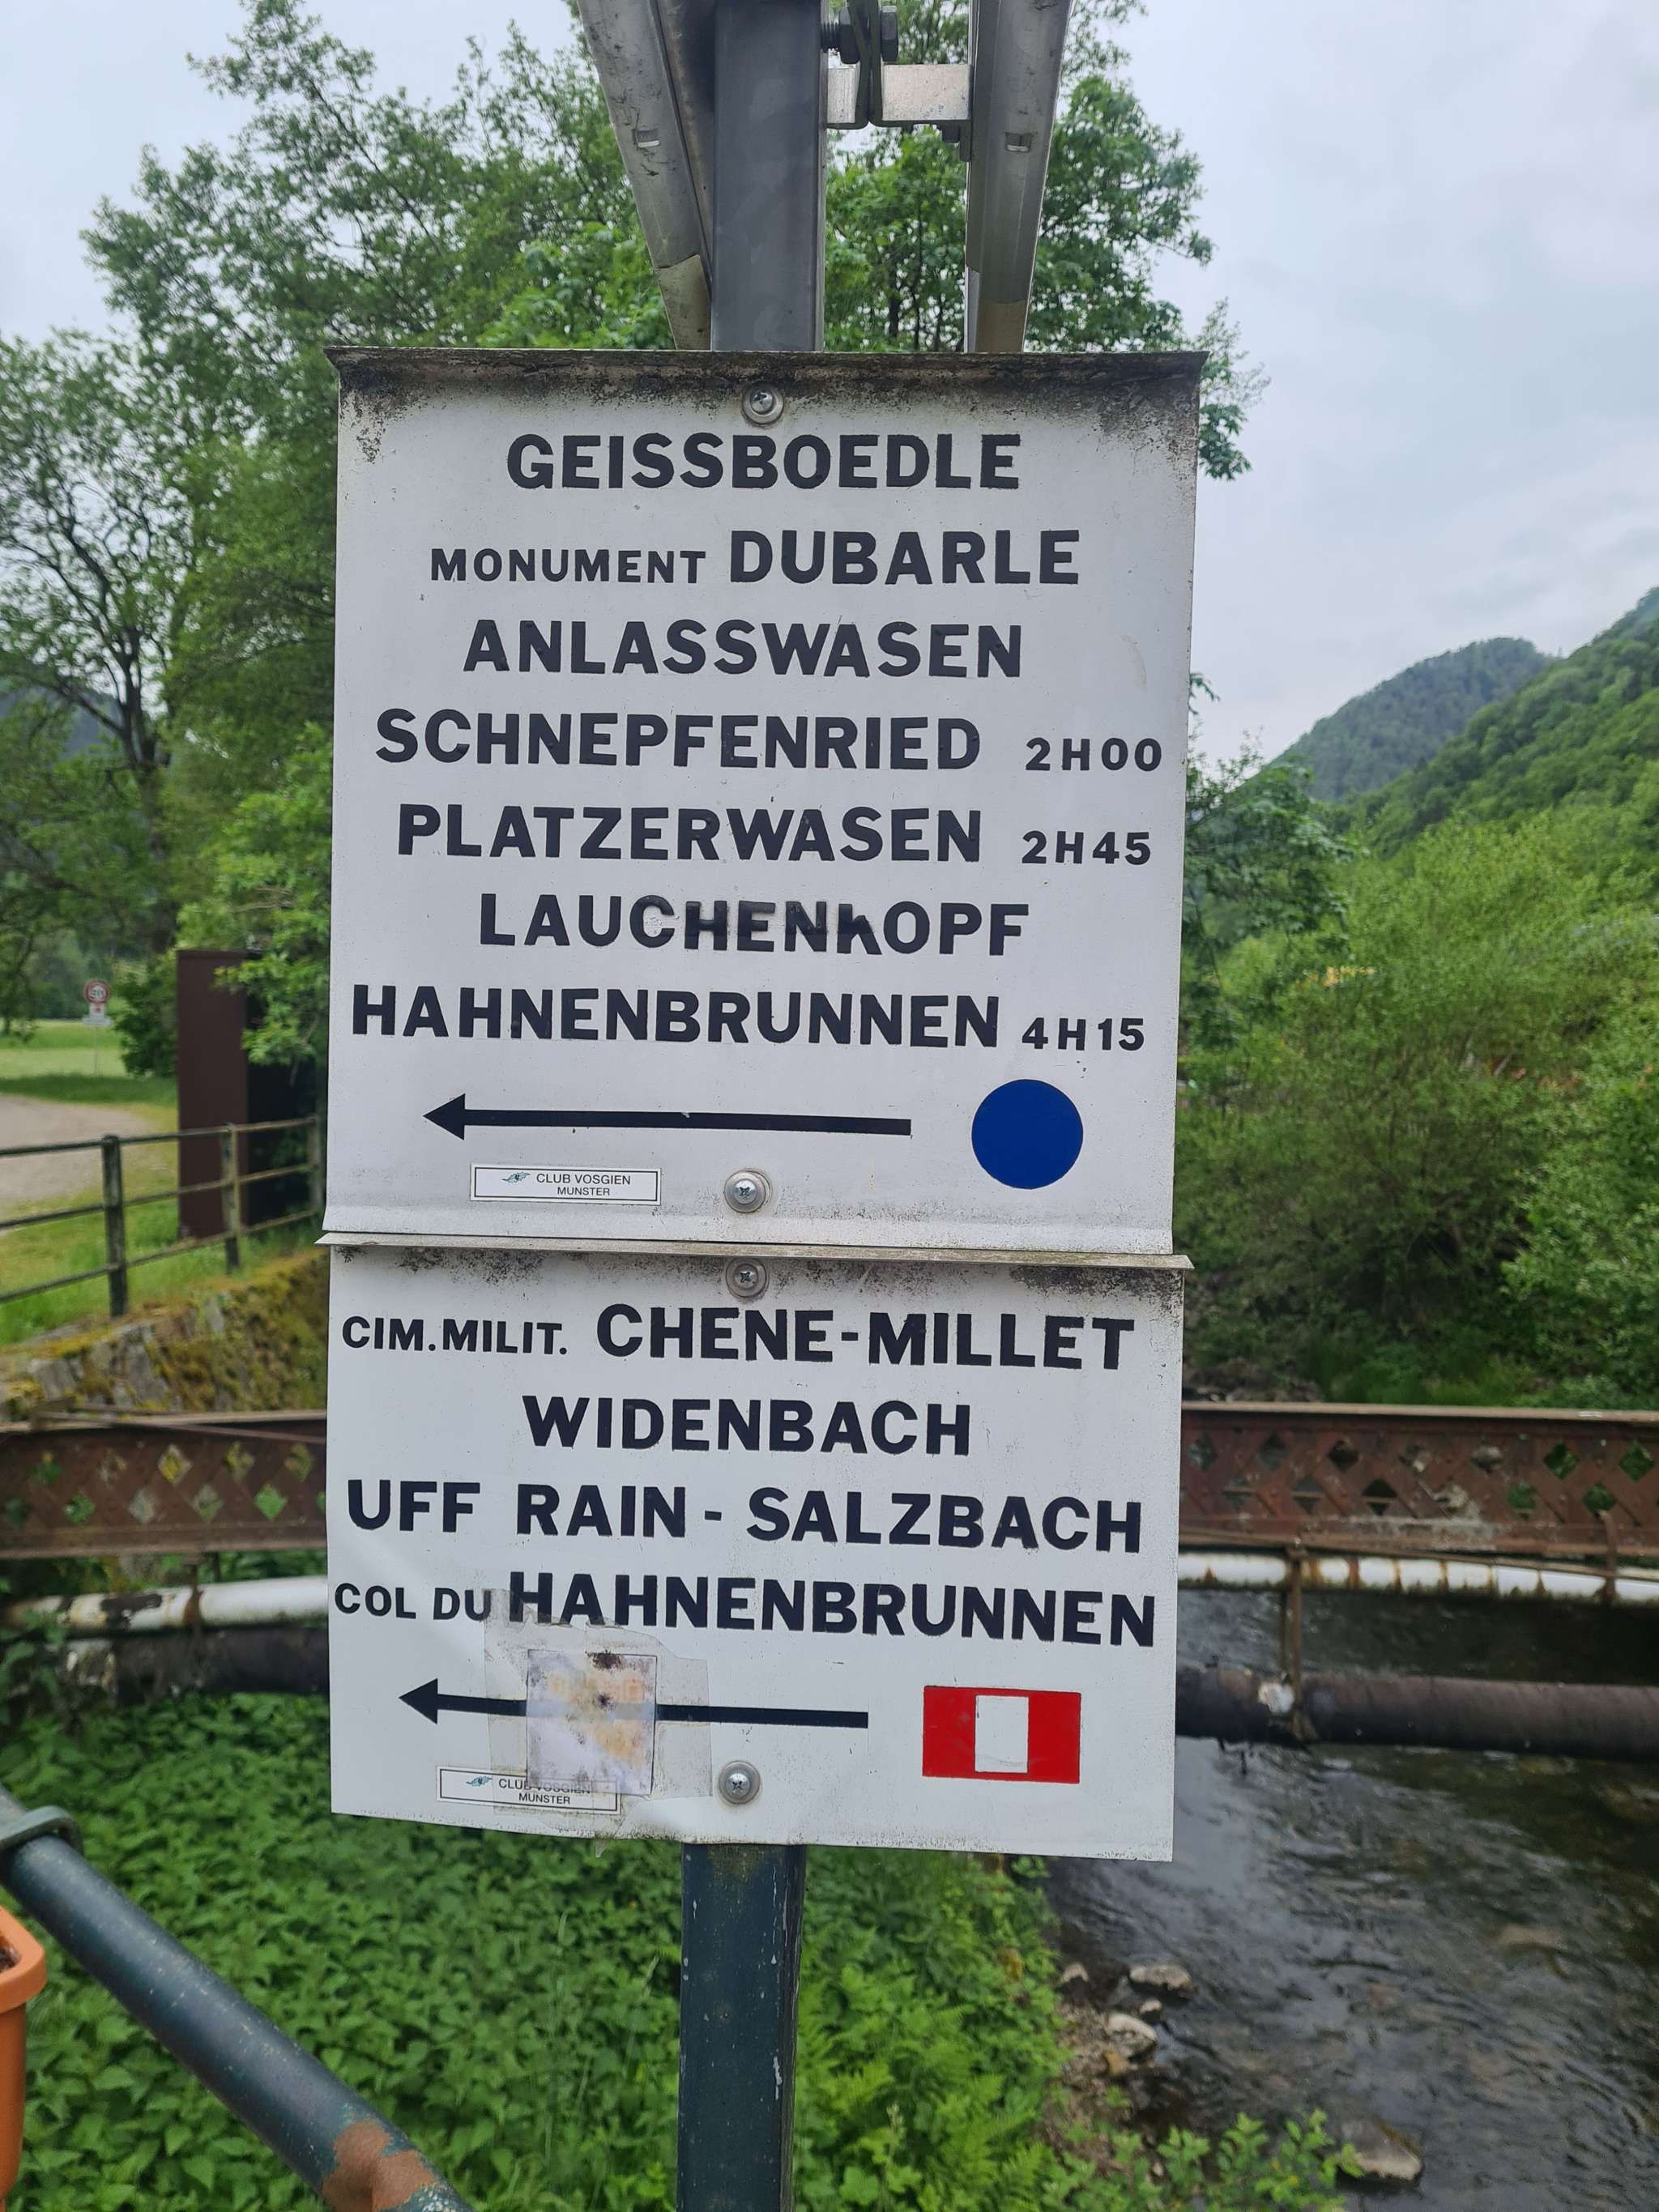 GEISSBOEDLE
MONUMENT DUBARLE
ANLASSWASEN
SCHNEPFENRIED 2H00
PLATZERWASEN 2H45
LAUCHENKOPF
HAHNENBRUNNEN 4H15
CLUB VOSGIEN
MUNSTER
CIM.MILIT. CHENE-MILLET
WIDENBACH
UFF RAIN - SALZBACH
COL DU HAHNENBRUNNEN
CLUB VOSGIEN
MUNSTER